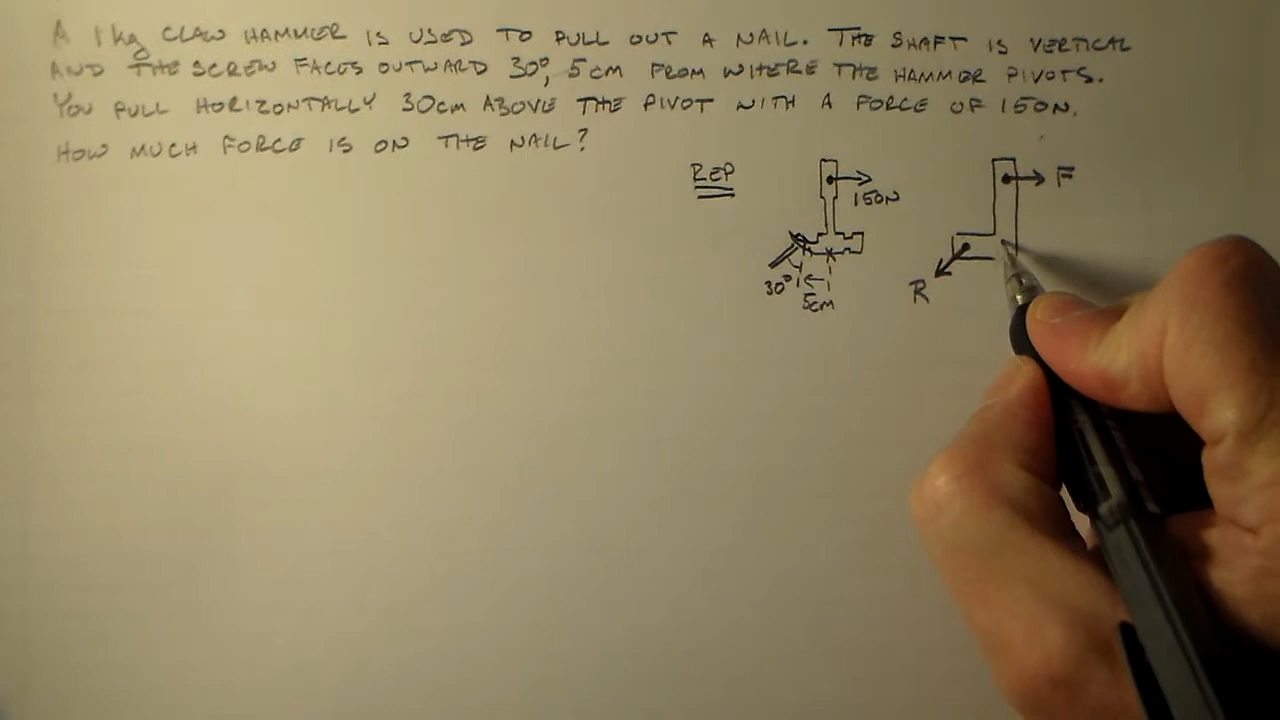 A 1kg CLAW HAMMER IS USED TO PULL OUT A NAIL. THE SHAFT IS VERTICAL
AND THE SCREW FACES OUTWARD 30°, 5cm FROM WHERE THE HAMMER PIVOTS.
YOU PULL HORIZONTALLY 30cm ABOVE THE PIVOT WITH A FORCE OF 150N.
HOW MUCH FORCE IS ON THE NAIL?
REP
150N
F
30°
5cm
R